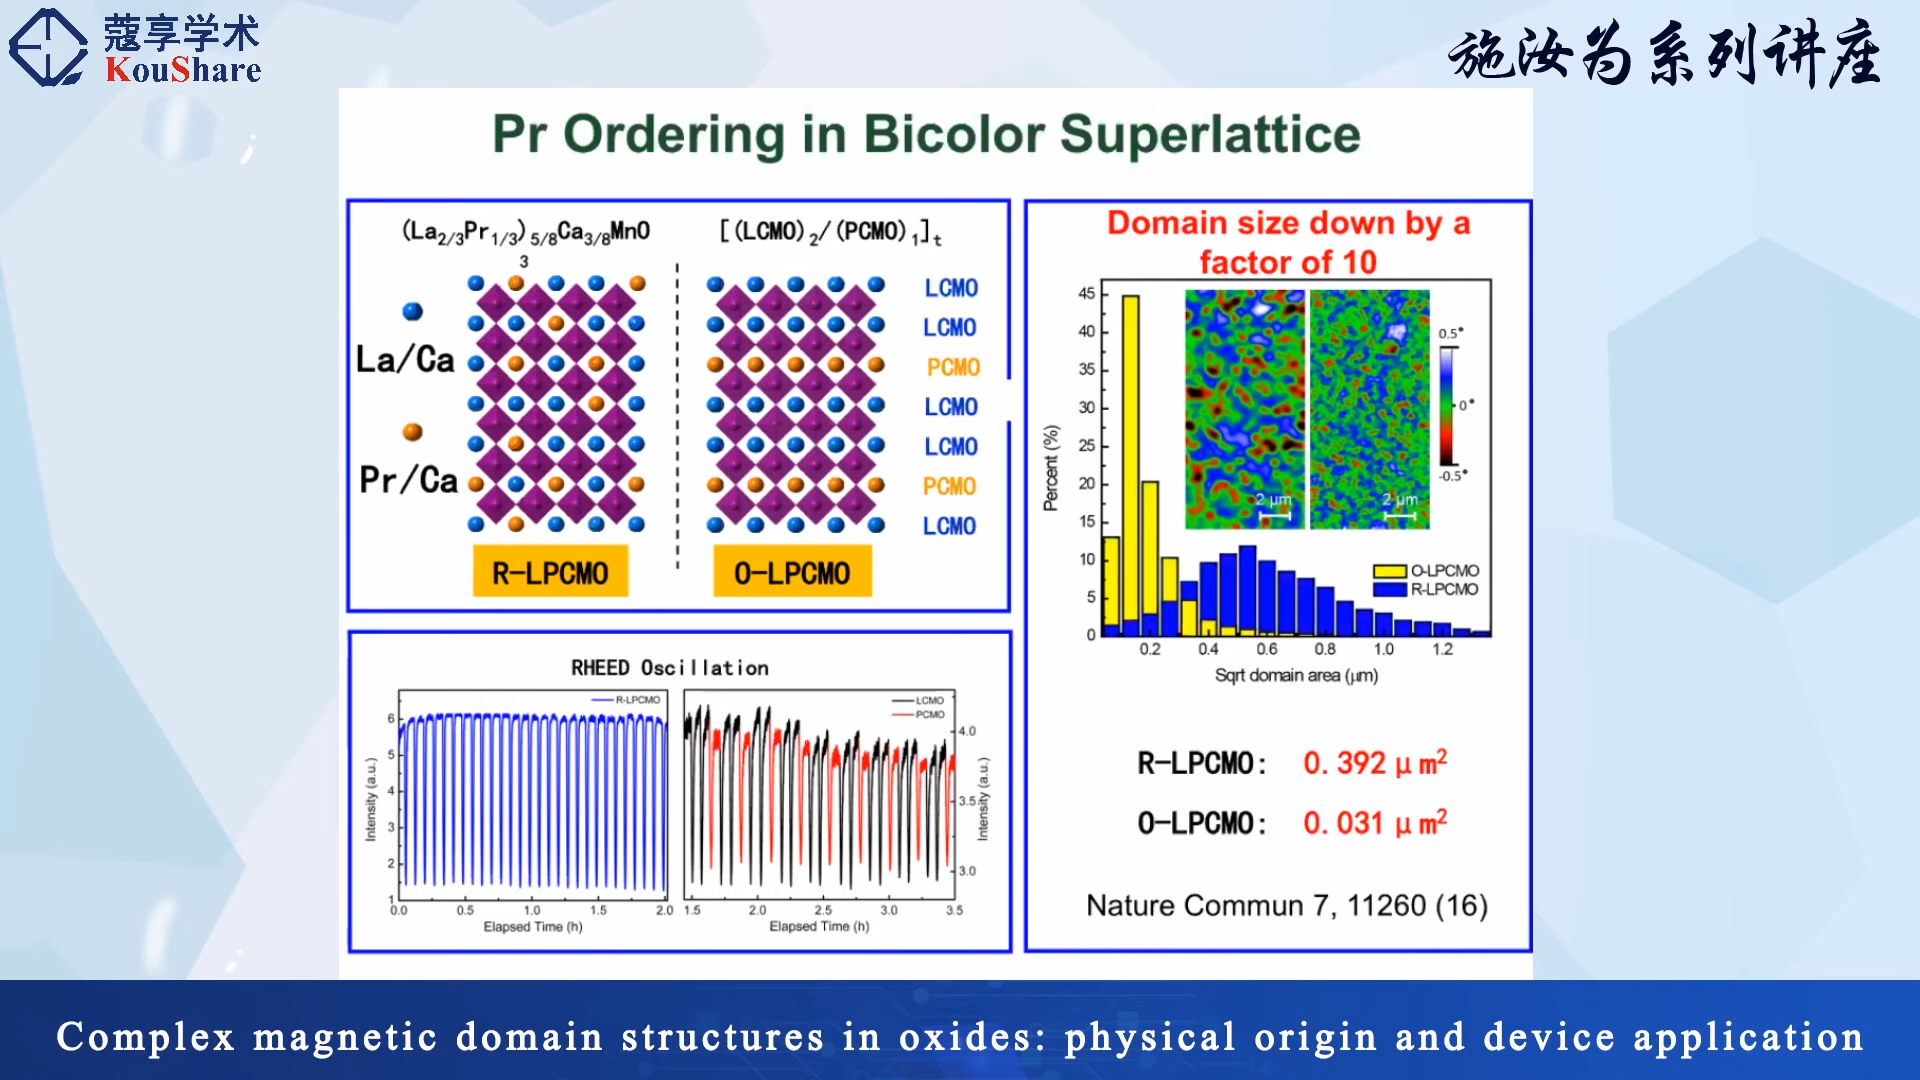 蔻享学术
KouShare
施汝为系列讲座
Pr Ordering in Bicolor Superlattice
(La2/3Pr1/3)5/8Ca3/8MnO
3
[(LCMO)2/(PCMO)1]t
La/Ca
Pr/Ca
LCMO
LCMO
PCMO
LCMO
LCMO
PCMO
LCMO
R-LPCMO
O-LPCMO
RHEED Oscillation
R-LPCMO
6
5
4
3
2
1
Intensity (a.u.)
0.0 0.5 1.0 1.5 2.0
Elapsed Time (h)
LCMO
PCMO
4.0
3.5
3.0
Intensity (a.u.)
1.5 2.0 2.5 3.0 3.5
Elapsed Time (h)
Domain size down by a
factor of 10
45
40
35
30
25
20
15
10
5
0
Percent (%)
2 μm
2 μm
0.5°
0°
-0.5°
O-LPCMO
R-LPCMO
0.2 0.4 0.6 0.8 1.0 1.2
Sqrt domain area (μm)
R-LPCMO: 0.392 μm²
O-LPCMO: 0.031 μm²
Nature Commun 7, 11260 (16)
Complex magnetic domain structures in oxides: physical origin and device application